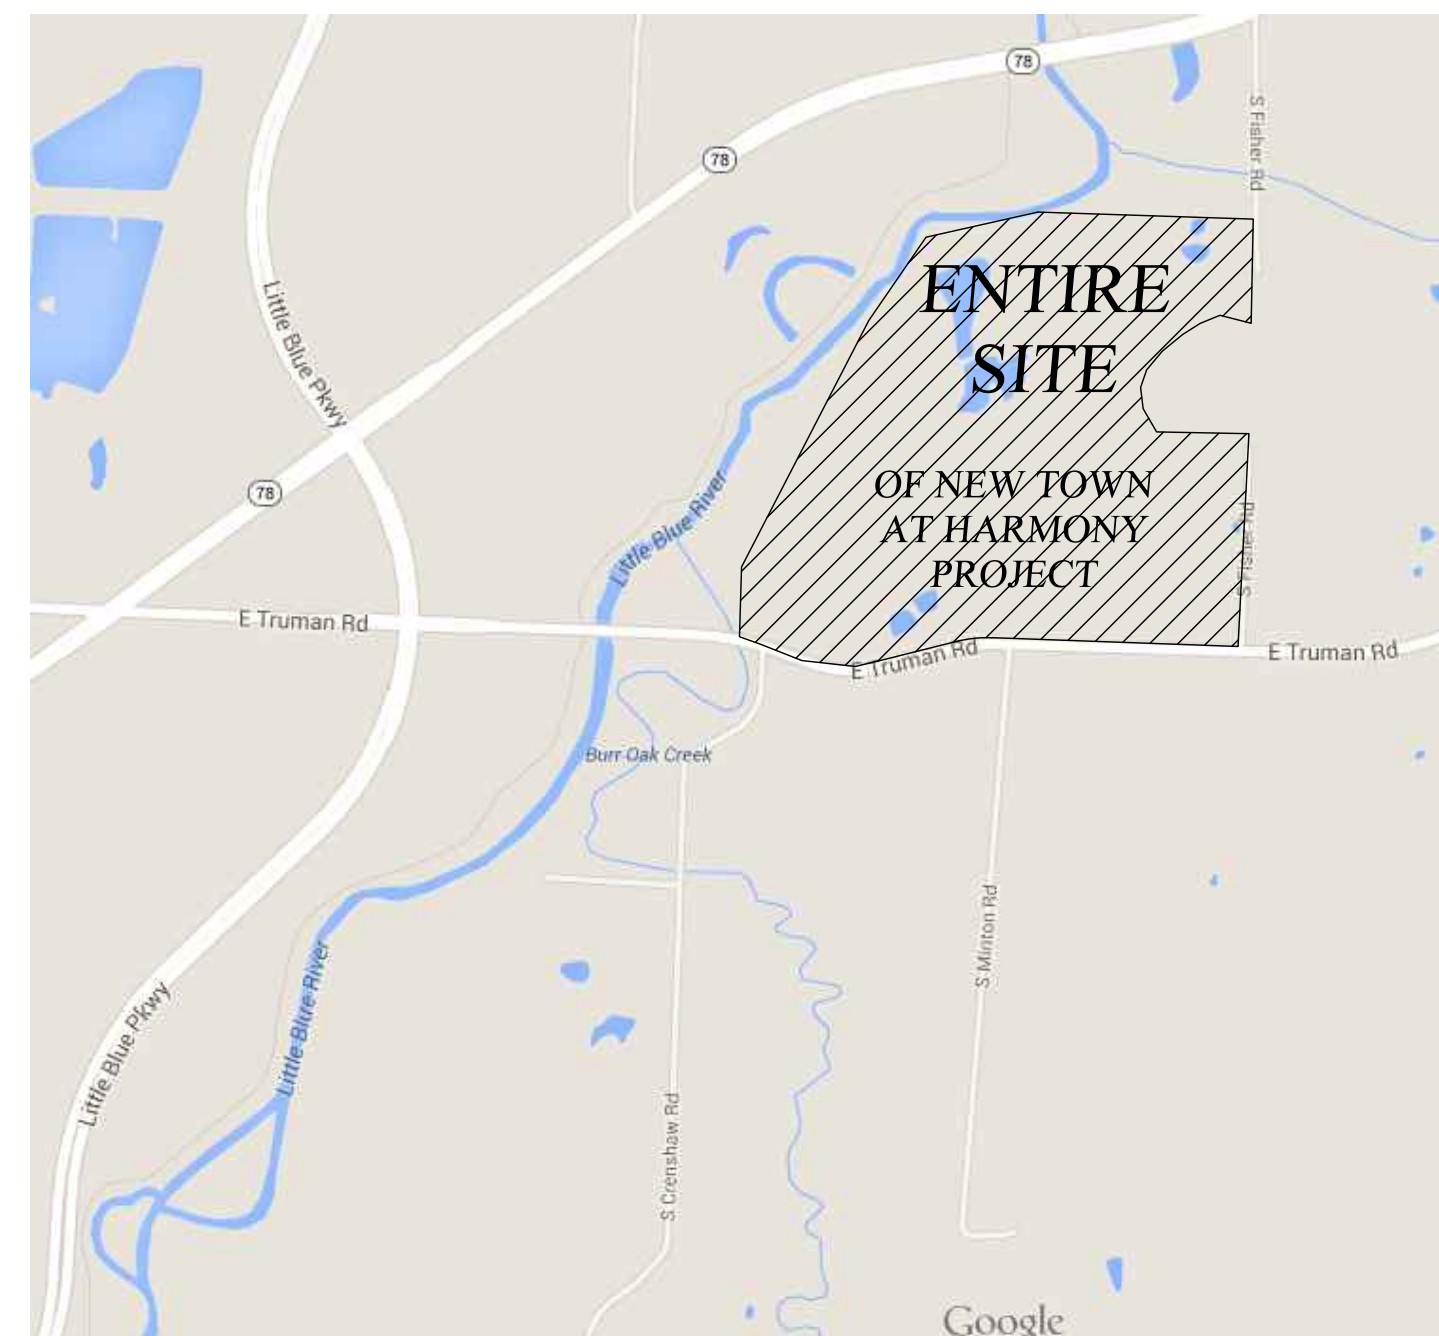 78
S Fisher Rd
78
Little Blue Pkwy
ENTIRE
SITE
78
OF NEW TOWN
AT HARMONY
PROJECT
Little Blue River
S Fisher Rd
E Truman Rd
E Truman Rd
E Truman Rd
Burr Oak Creek
S Minton Rd
Little Blue River
Little Blue Pkwy
S Crenshaw Rd
Google